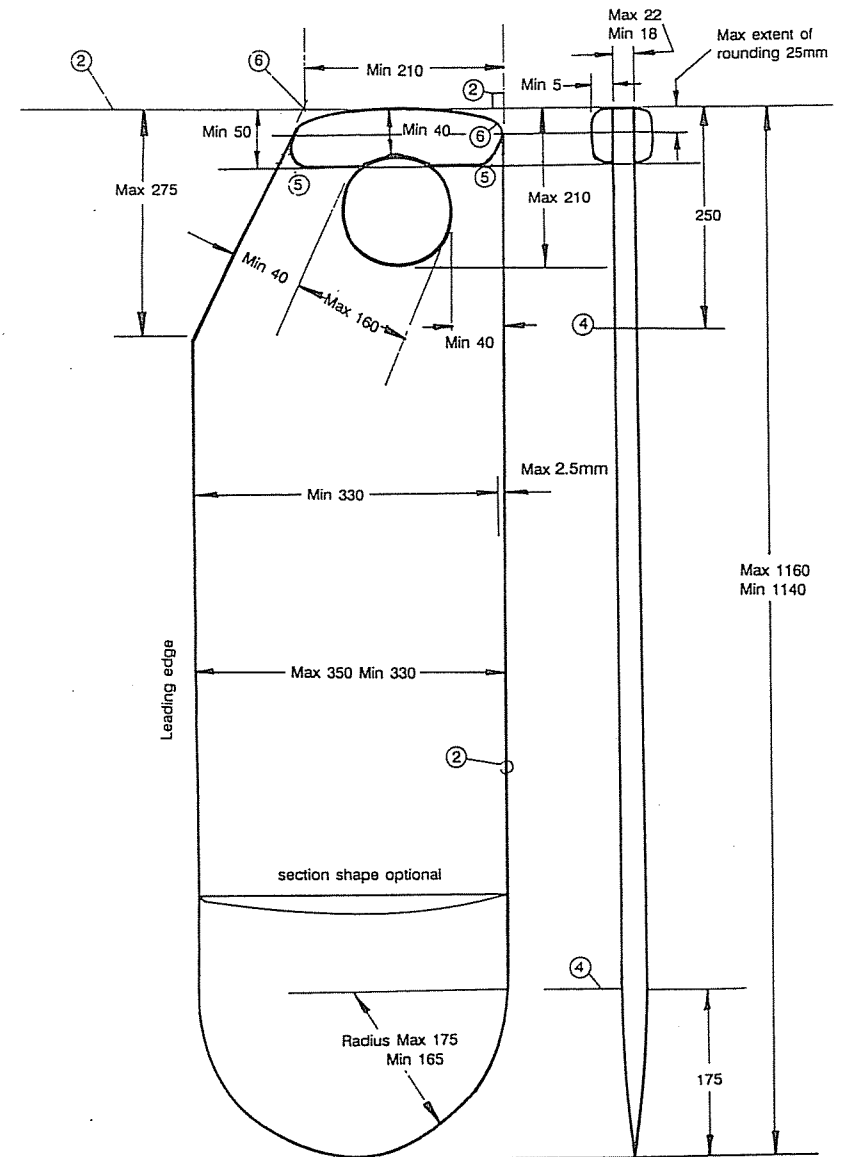 Max 22
Min 18
Max extent of
rounding 25mm
2
6
Min 210
2
Min 5
Min 50
Min 40
6
5
5
Max 275
Max 210
250
Min 40
Max 160
Min 40
4
Max 2.5mm
Min 330
Max 1160
Min 1140
Leading edge
Max 350 Min 330
2
section shape optional
4
Radius Max 175
Min 165
175